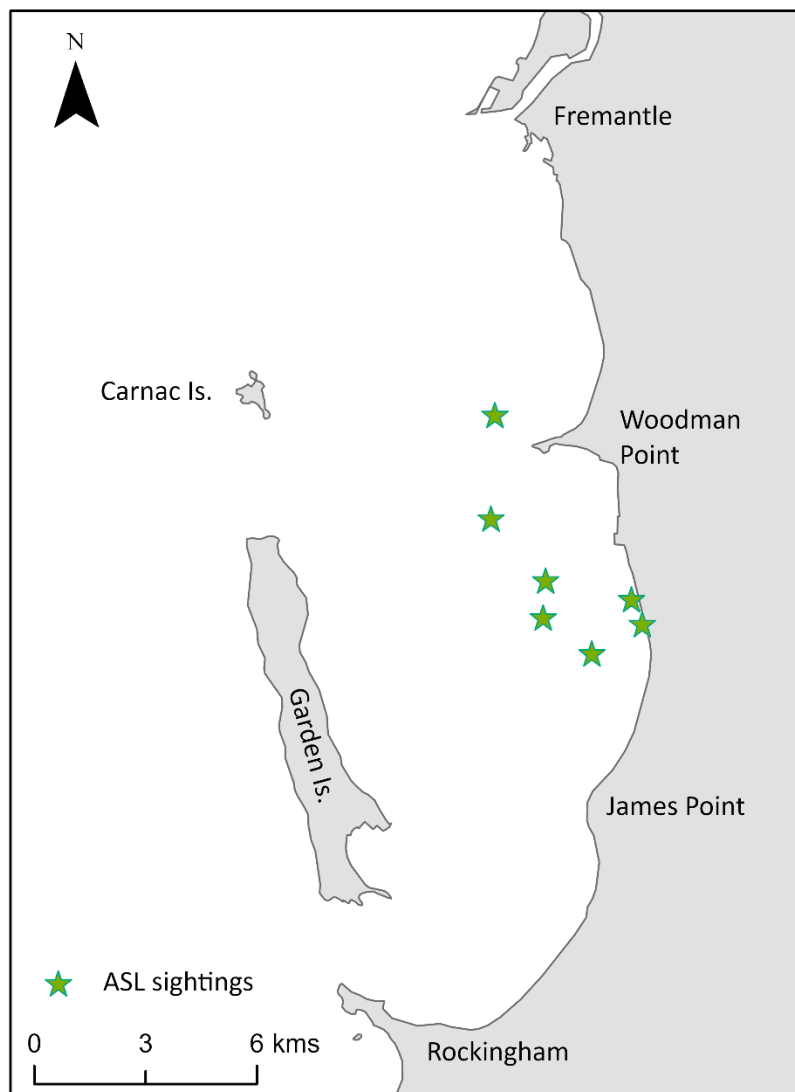 N
Fremantle
Carnac Is.
Woodman
Point
Garden Is.
James Point
ASL sightings
0 3 6 kms
Rockingham